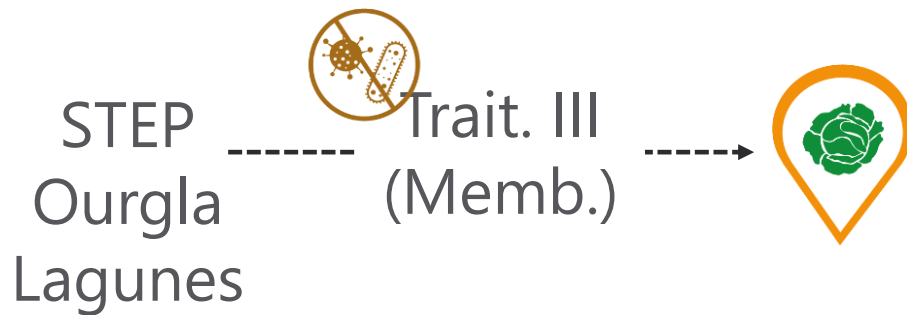 STEP
Ourgla
Lagunes
Trait. III
(Memb.)